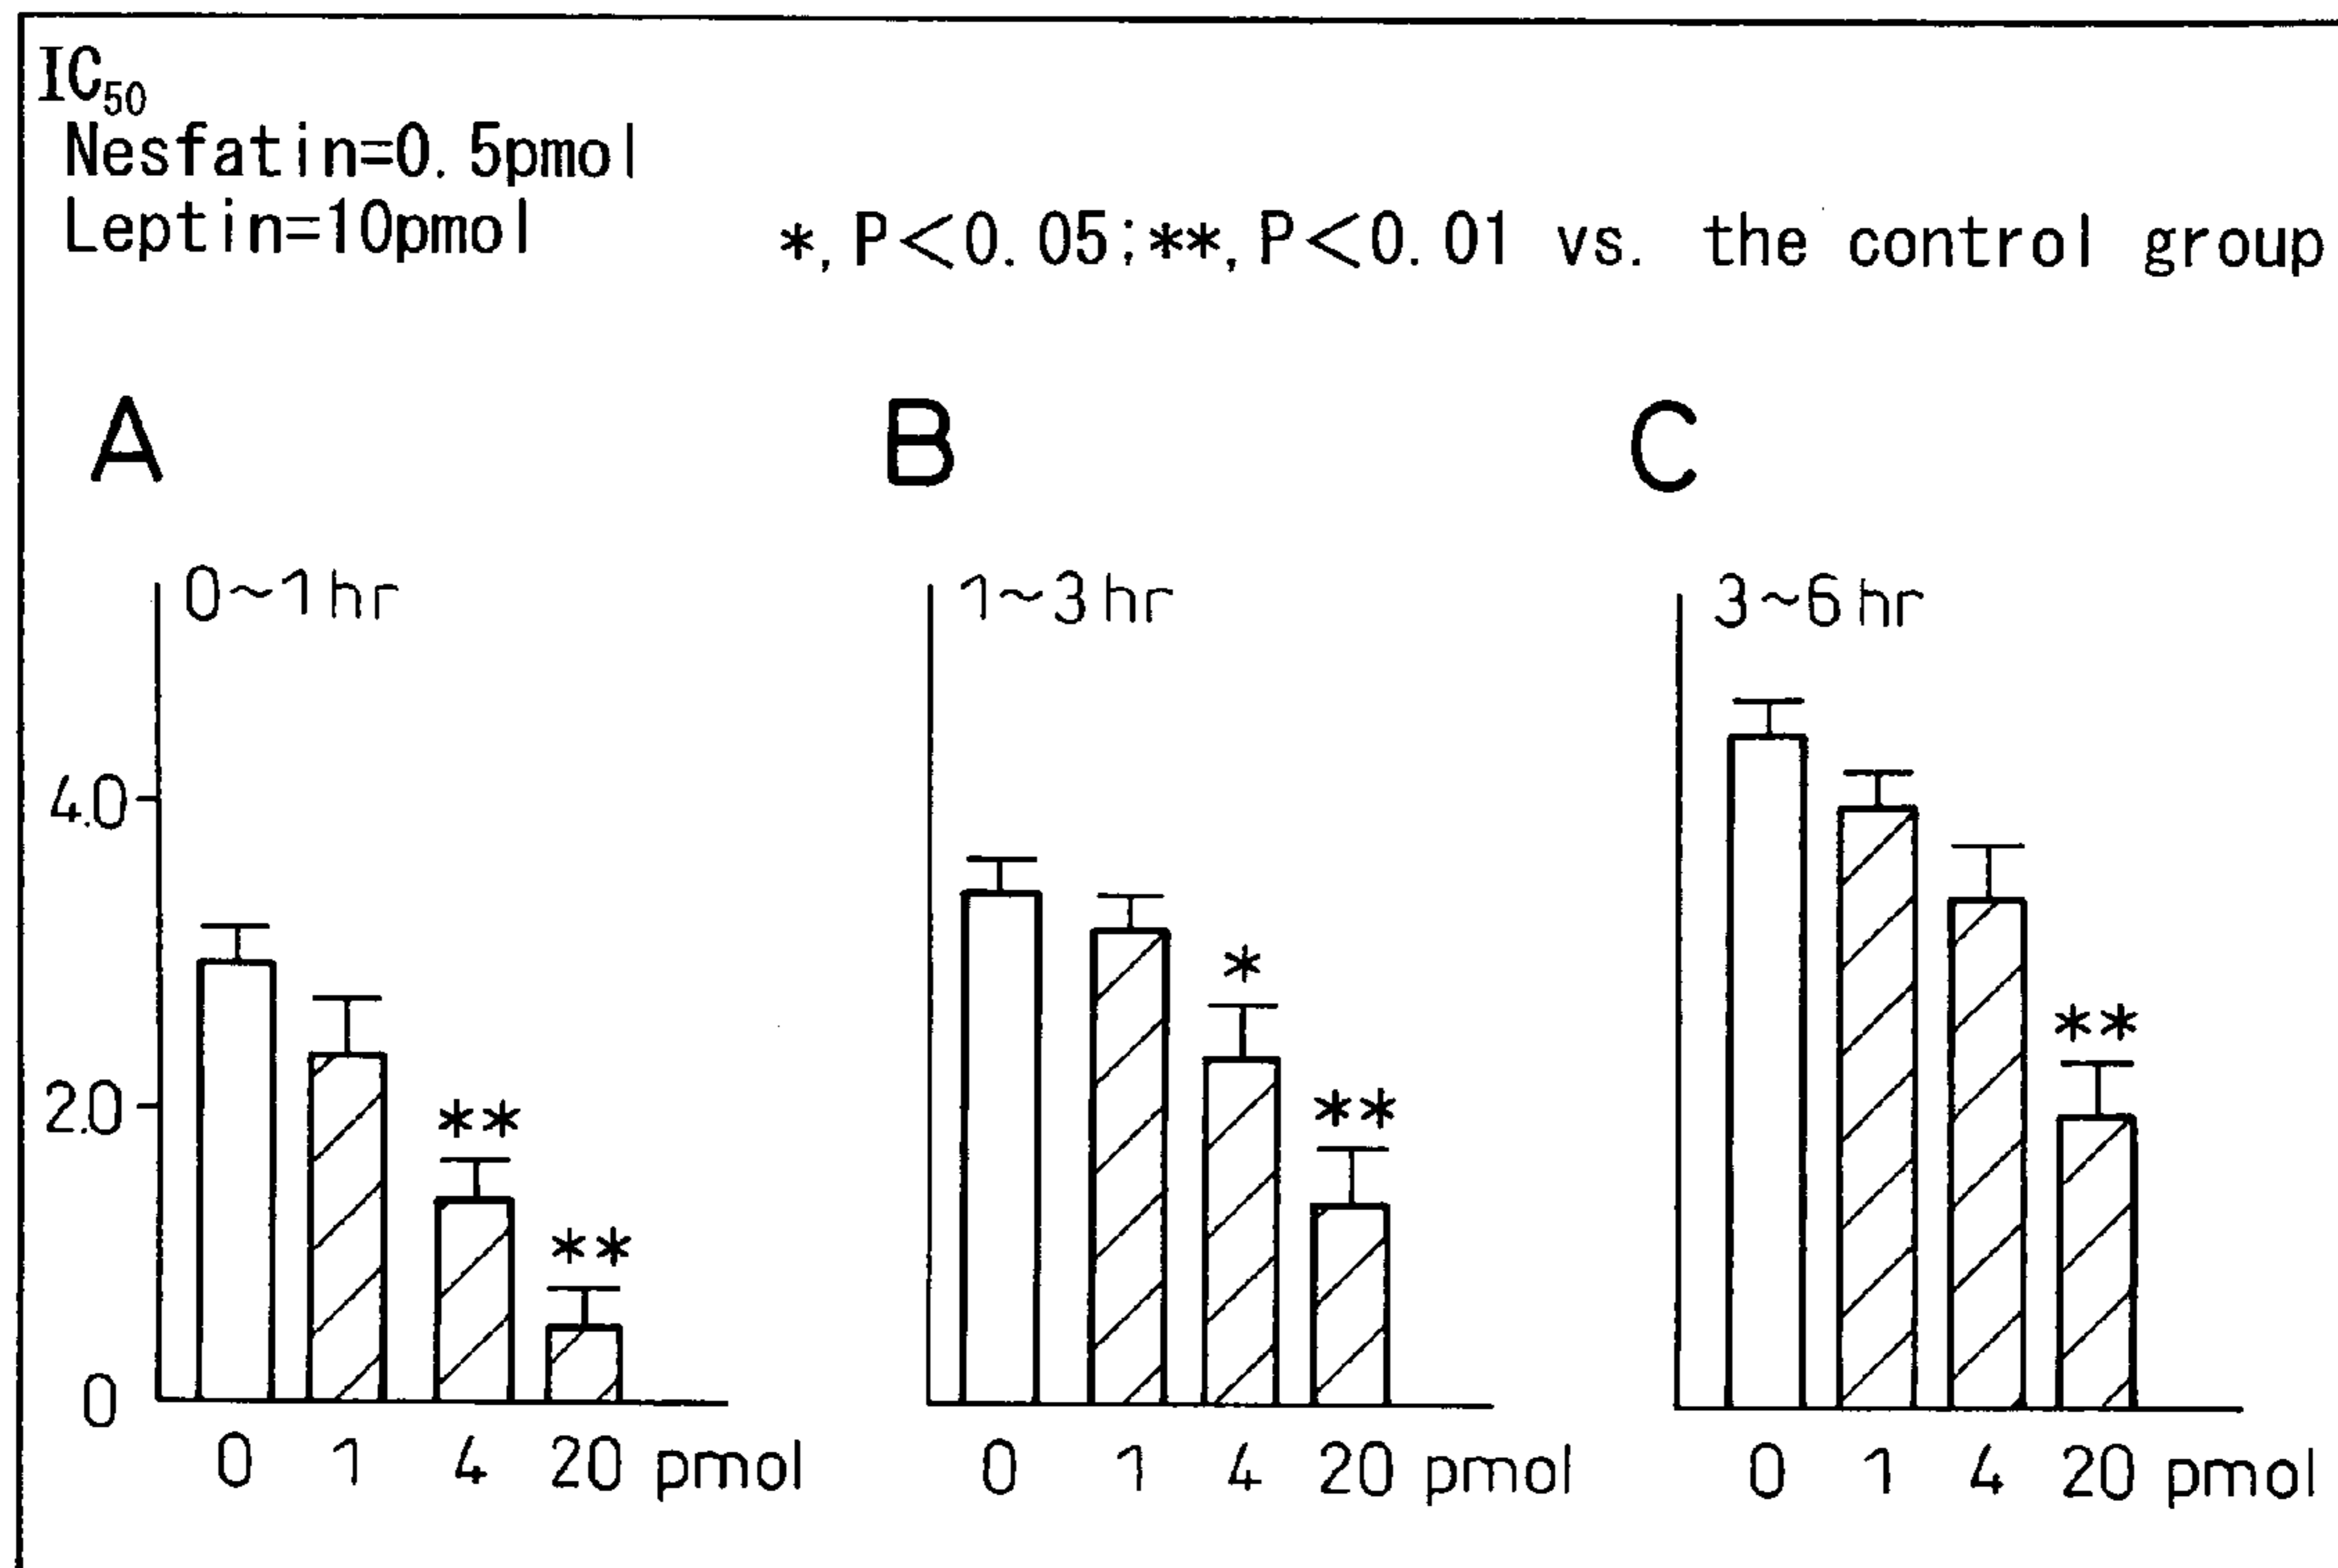 IC50
Nesfatin=0.5pmol
Leptin=10pmol
*, P<0.05;**, P<0.01 vs. the control group
A
B
C
0~1hr
1~3hr
3~6hr
4.0
2.0
0
*
**
**
**
**
0 1 4 20 pmol
0 1 4 20 pmol
0 1 4 20 pmol